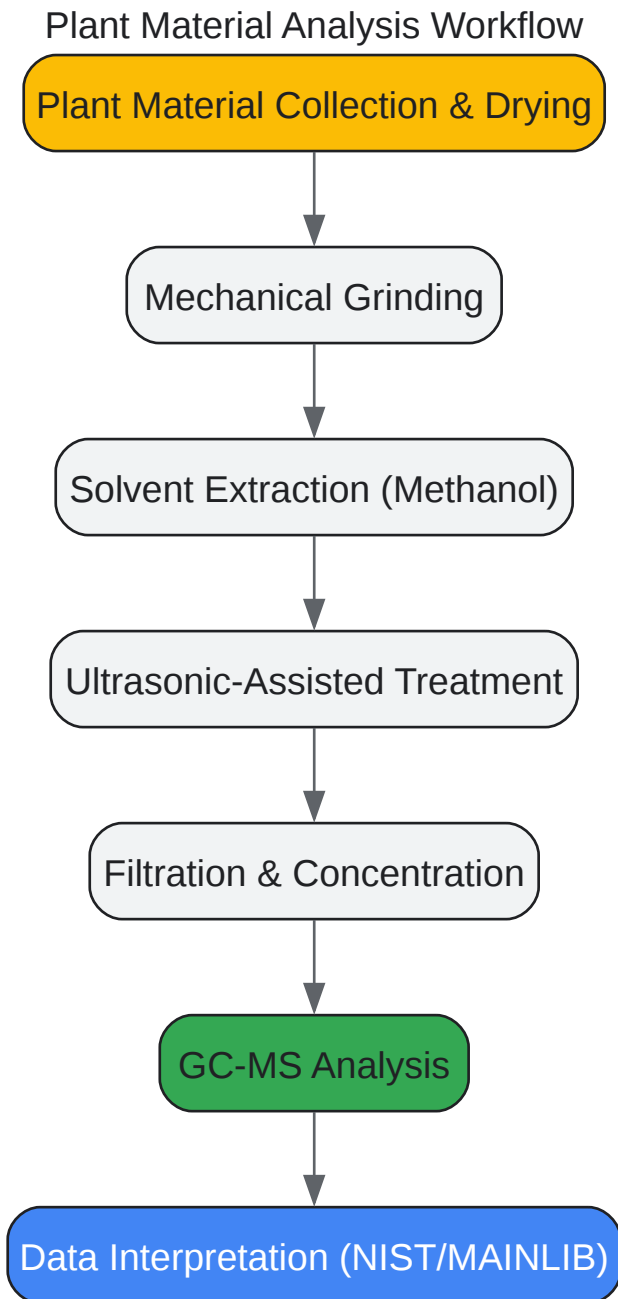 Plant Material Analysis Workflow
Plant Material Collection & Drying
Mechanical Grinding
Solvent Extraction (Methanol)
Ultrasonic-Assisted Treatment
Filtration & Concentration
GC-MS Analysis
Data Interpretation (NIST/MAINLIB)